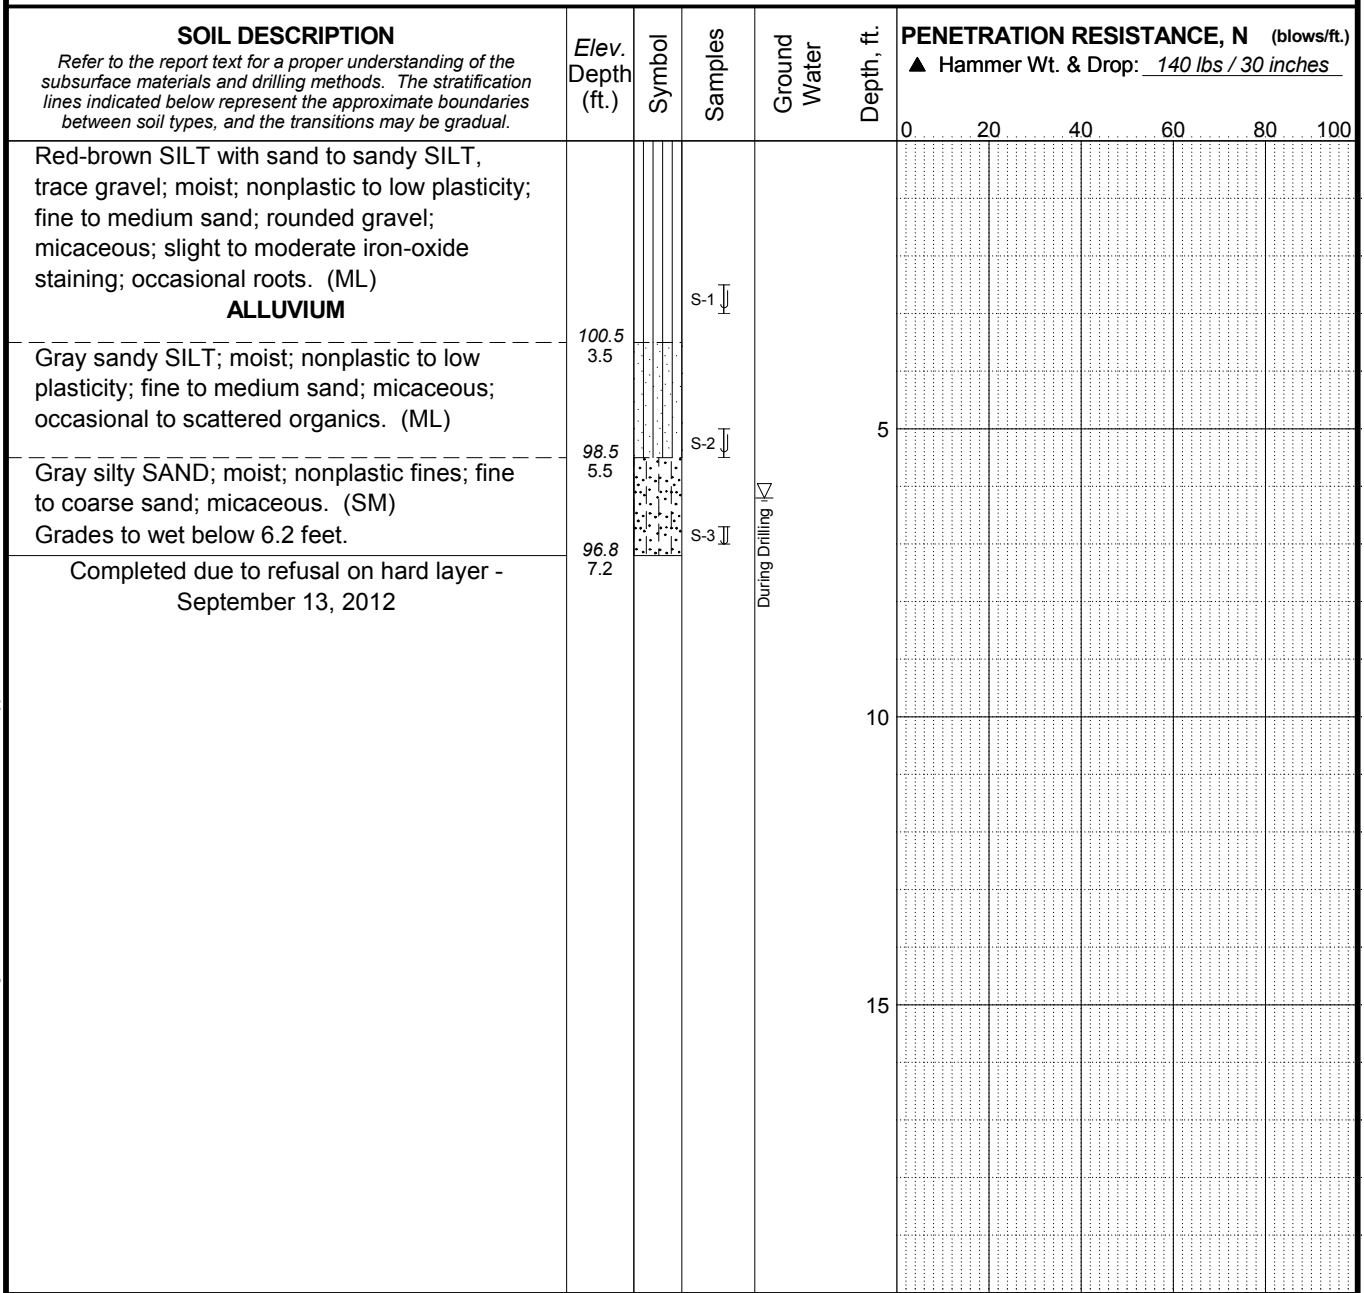 SOIL DESCRIPTION
Refer to the report text for a proper understanding of the
subsurface materials and drilling methods. The stratification
lines indicated below represent the approximate boundaries
between soil types, and the transitions may be gradual.
Elev.
Depth
(ft.)
Symbol
Samples
Ground
Water
Depth, ft.
PENETRATION RESISTANCE, N (blows/ft.)
▲ Hammer Wt. & Drop: 140 lbs / 30 inches
0 20 40 60 80 100
Red-brown SILT with sand to sandy SILT,
trace gravel; moist; nonplastic to low plasticity;
fine to medium sand; rounded gravel;
micaceous; slight to moderate iron-oxide
staining; occasional roots. (ML)
ALLUVIUM
S-1
100.5
3.5
Gray sandy SILT; moist; nonplastic to low
plasticity; fine to medium sand; micaceous;
occasional to scattered organics. (ML)
S-2
5
98.5
5.5
Gray silty SAND; moist; nonplastic fines; fine
to coarse sand; micaceous. (SM)
Grades to wet below 6.2 feet.
S-3
During Drilling
96.8
7.2
Completed due to refusal on hard layer -
September 13, 2012
10
15